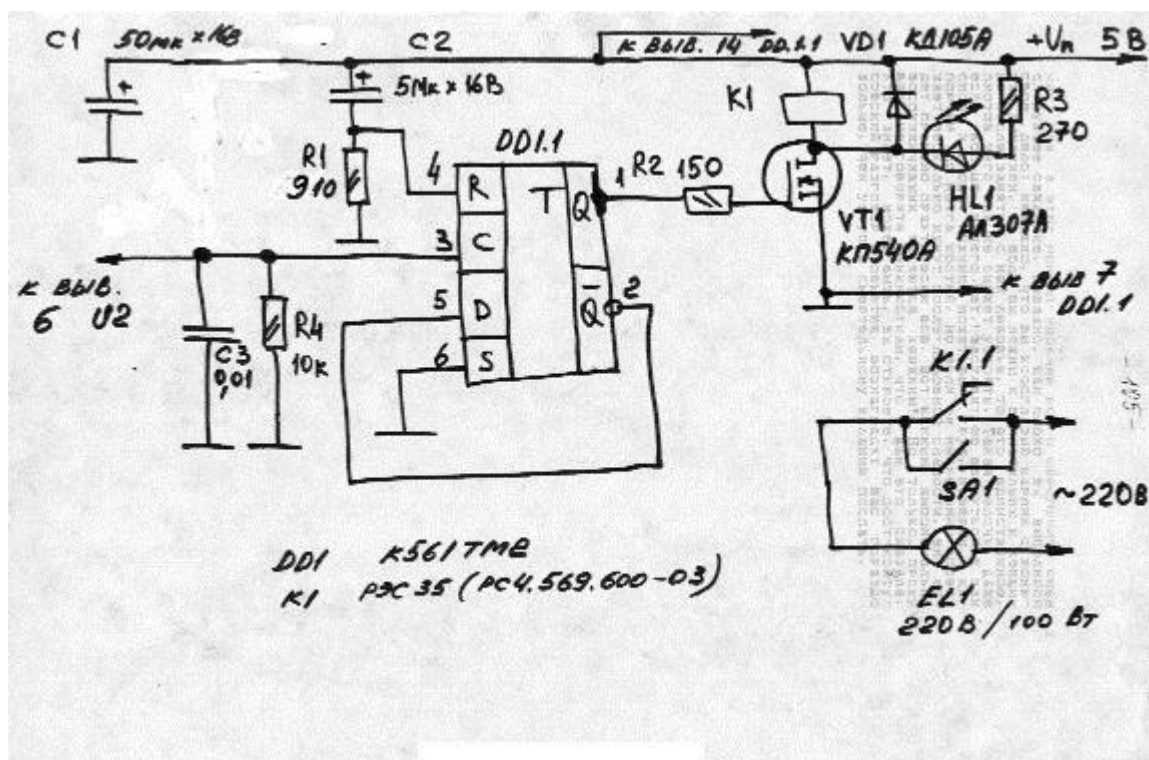 C1 50мк × 16В
C2
5Мк × 16В
К ВЫВ. 14 DD1.1
VD1 КД105А
+Uп 5В
K1
R3
270
R1
910
DD1.1
4
R
T
Q
1
R2 150
3
C
HL1
АЛ307А
VT1
КП540А
К ВЫВ.
6 U2
5
D
Q
2
К ВЫВ 7
DD1.1
C3
0,01
R4
10к
6
S
K1.1
SA1
~220В
DD1 К561ТМ2
K1 РЭС 35 (РС4.569.600-03)
EL1
220В/100 Вт